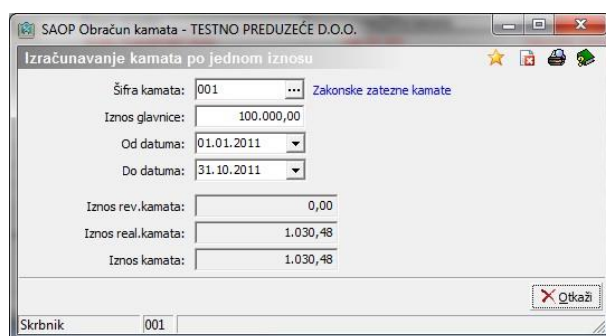 SAOP Obračun kamata - TESTNO PREDUZEĆE D.O.O.
Izračunavanje kamata po jednom iznosu
Šifra kamata: 001 ... Zakonske zatezne kamate
Iznos glavnice: 100.000,00
Od datuma: 01.01.2011
Do datuma: 31.10.2011
Iznos rev.kamata: 0,00
Iznos real.kamata: 1.030,48
Iznos kamata: 1.030,48
Otkaži
Skrbnik 001